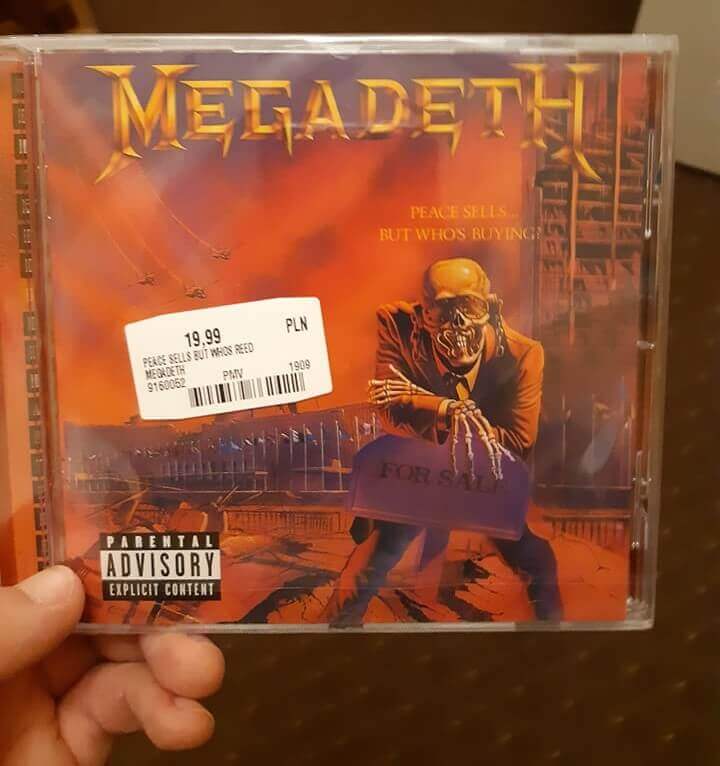 MEGADETH
PEACE SELLS...
BUT WHO'S BUYING?
19,99 PLN
PEACE SELLS BUT WHOS REED
MEGADETH
9160052 PMV 1909
FOR SALE
PARENTAL
ADVISORY
EXPLICIT CONTENT